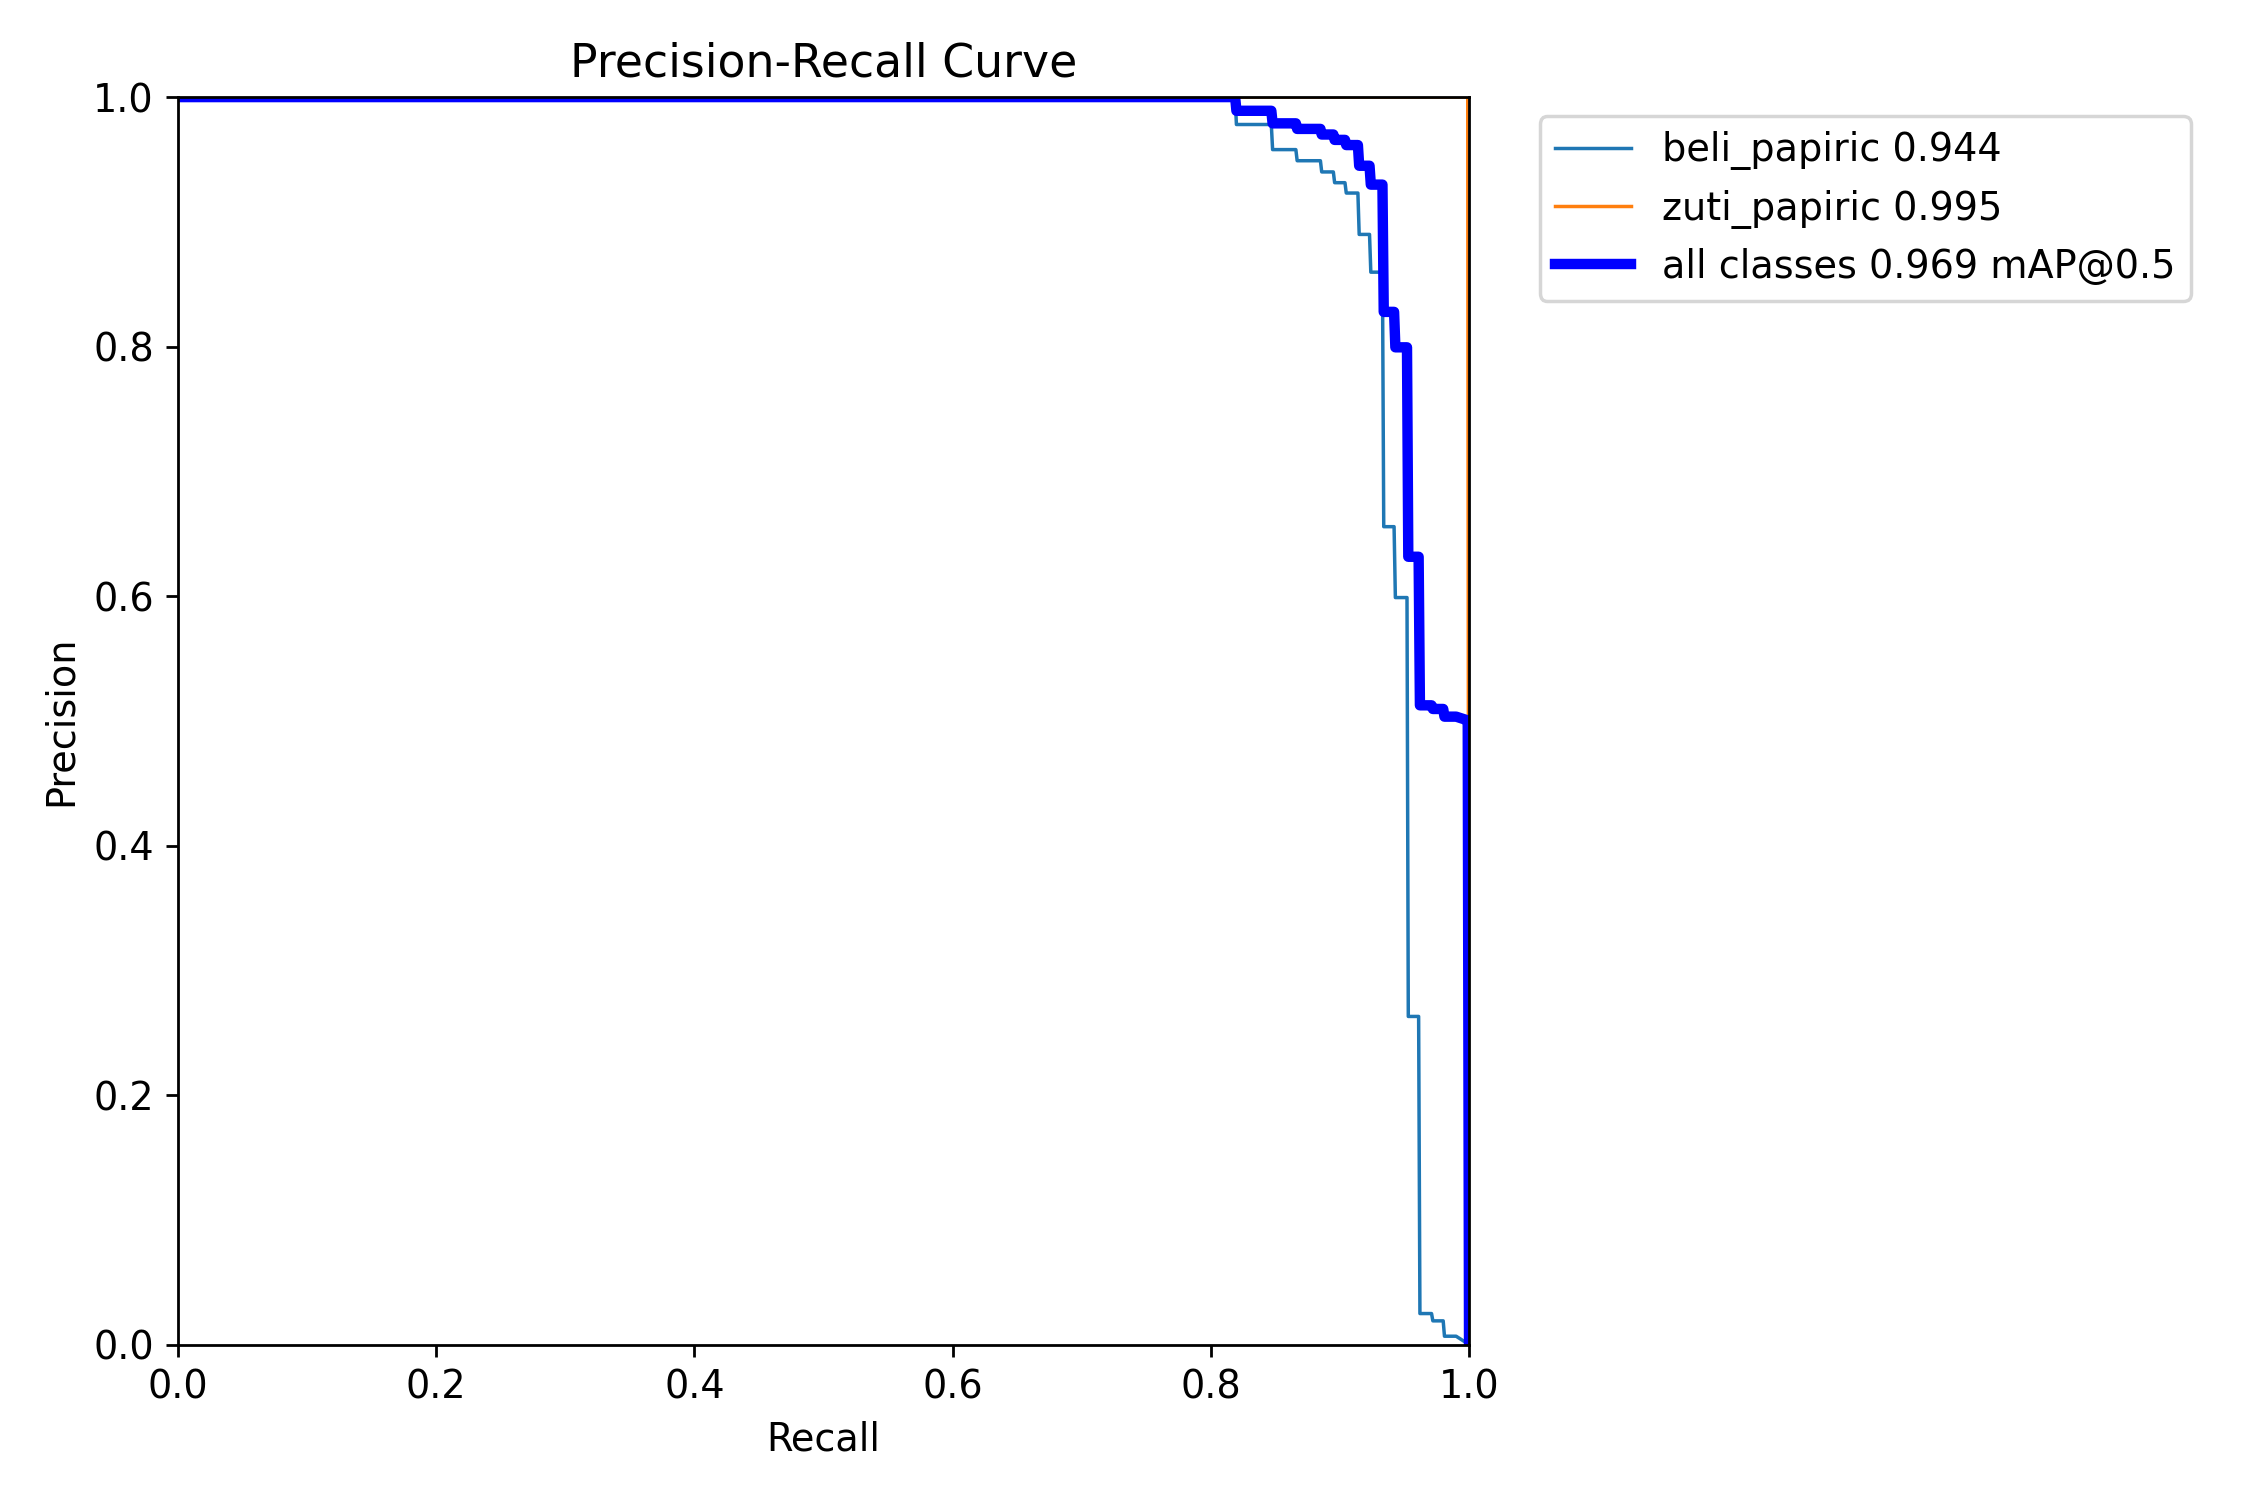 Precision-Recall Curve
1.0
0.8
0.6
0.4
0.2
0.0
Precision
0.0 0.2 0.4 0.6 0.8 1.0
Recall
beli_papiric 0.944
zuti_papiric 0.995
all classes 0.969 mAP@0.5